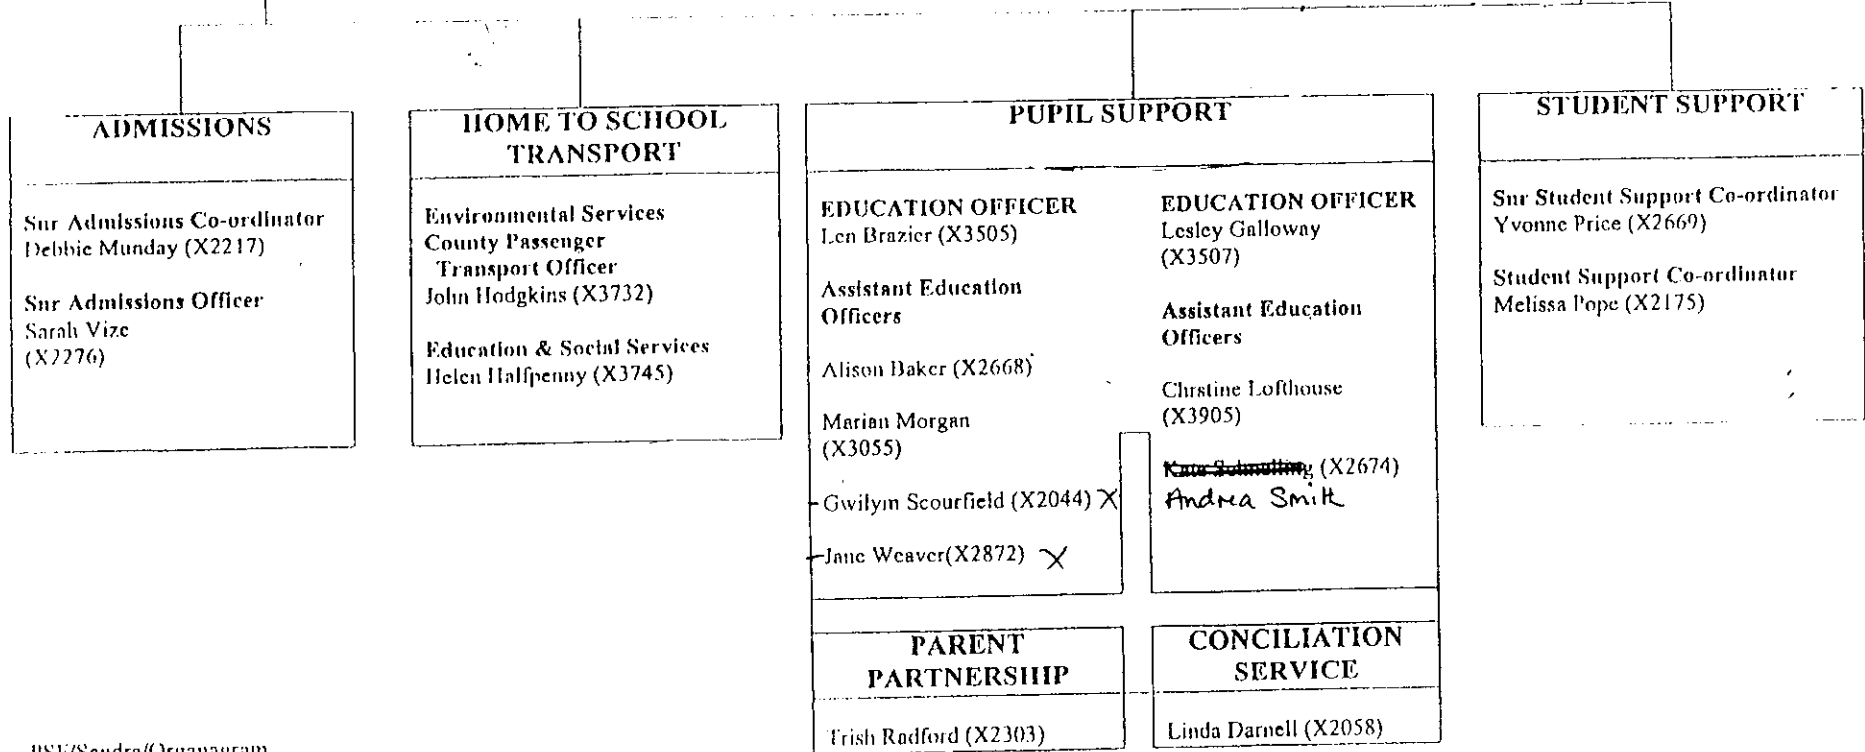 ADMISSIONS
Snr Admissions Co-ordinator
Debbie Munday (X2217)
Snr Admissions Officer
Sarah Vize
(X2276)
HOME TO SCHOOL
TRANSPORT
Environmental Services
County Passenger
Transport Officer
John Hodgkins (X3732)
Education & Social Services
Helen Halfpenny (X3745)
PUPIL SUPPORT
EDUCATION OFFICER
Len Brazier (X3505)
Assistant Education
Officers
Alison Baker (X2668)
Marian Morgan
(X3055)
Gwilym Scourfield (X2044) X
Jane Weaver(X2872) X
EDUCATION OFFICER
Lesley Galloway
(X3507)
Assistant Education
Officers
Chrstine Lofthouse
(X3905)
(X2674)
Andrea Smith
PARENT
PARTNERSHIP
Trish Radford (X2303)
CONCILIATION
SERVICE
Linda Darnell (X2058)
STUDENT SUPPORT
Snr Student Support Co-ordinator
Yvonne Price (X2669)
Student Support Co-ordinator
Melissa Pope (X2175)